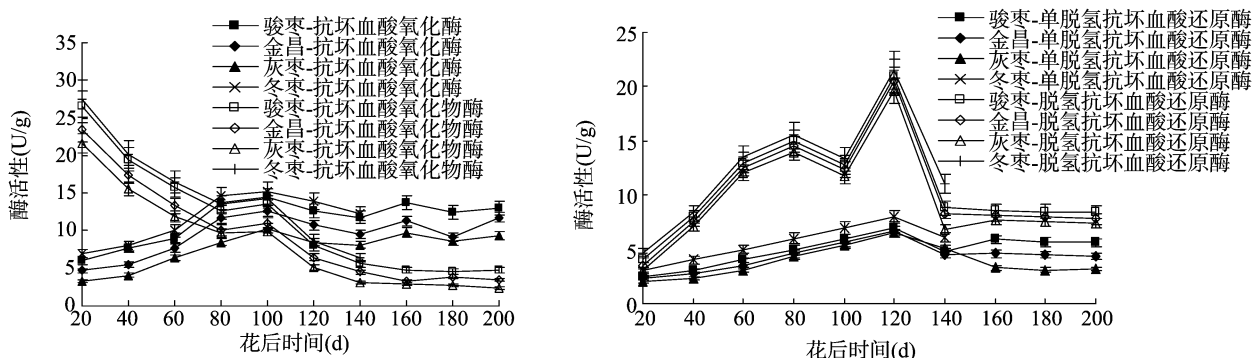 骏枣-抗坏血酸氧化酶
金昌-抗坏血酸氧化酶
灰枣-抗坏血酸氧化酶
冬枣-抗坏血酸氧化酶
骏枣-抗坏血酸氧化物酶
金昌-抗坏血酸氧化物酶
灰枣-抗坏血酸氧化物酶
冬枣-抗坏血酸氧化物酶
35
30
25
20
15
10
5
0
酶活性(U/g)
20 40 60 80 100 120 140 160 180 200
花后时间(d)
骏枣-单脱氢抗坏血酸还原酶
金昌-单脱氢抗坏血酸还原酶
灰枣-单脱氢抗坏血酸还原酶
冬枣-单脱氢抗坏血酸还原酶
骏枣-脱氢抗坏血酸还原酶
金昌-脱氢抗坏血酸还原酶
灰枣-脱氢抗坏血酸还原酶
冬枣-脱氢抗坏血酸还原酶
25
20
15
10
5
0
酶活性(U/g)
20 40 60 80 100 120 140 160 180 200
花后时间(d)